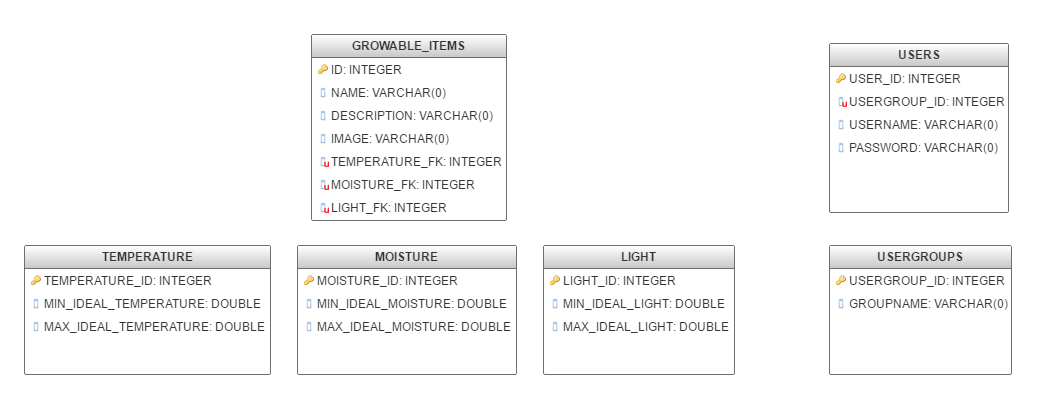 GROWABLE_ITEMS
ID: INTEGER
NAME: VARCHAR(0)
DESCRIPTION: VARCHAR(0)
IMAGE: VARCHAR(0)
u TEMPERATURE_FK: INTEGER
u MOISTURE_FK: INTEGER
u LIGHT_FK: INTEGER
USERS
USER_ID: INTEGER
u USERGROUP_ID: INTEGER
USERNAME: VARCHAR(0)
PASSWORD: VARCHAR(0)
TEMPERATURE
TEMPERATURE_ID: INTEGER
MIN_IDEAL_TEMPERATURE: DOUBLE
MAX_IDEAL_TEMPERATURE: DOUBLE
MOISTURE
MOISTURE_ID: INTEGER
MIN_IDEAL_MOISTURE: DOUBLE
MAX_IDEAL_MOISTURE: DOUBLE
LIGHT
LIGHT_ID: INTEGER
MIN_IDEAL_LIGHT: DOUBLE
MAX_IDEAL_LIGHT: DOUBLE
USERGROUPS
USERGROUP_ID: INTEGER
GROUPNAME: VARCHAR(0)